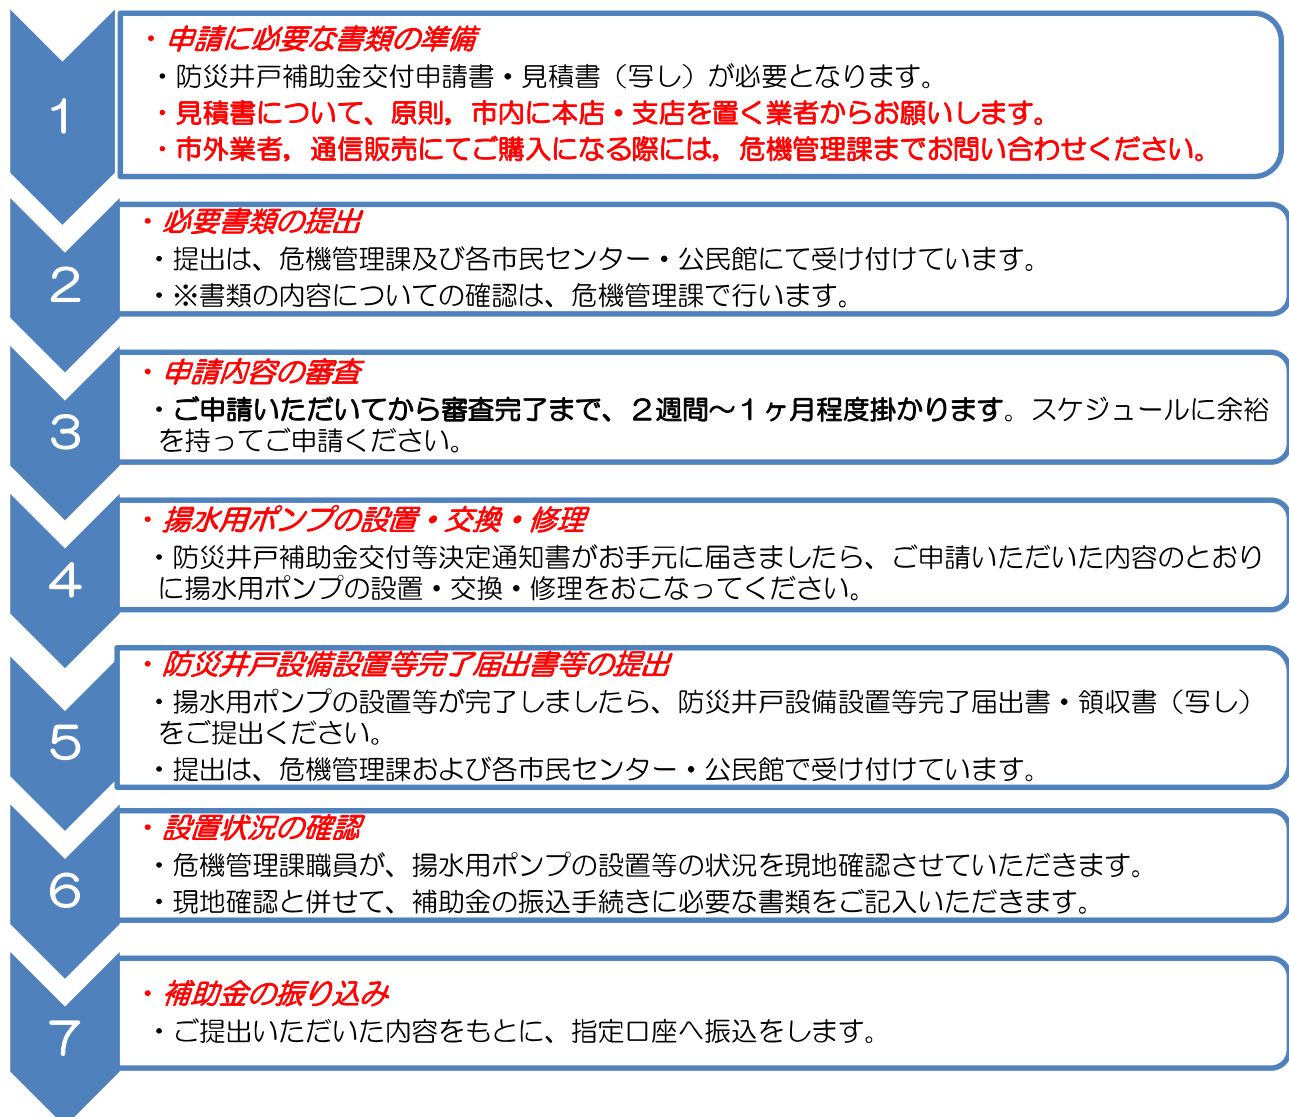 1
・申請に必要な書類の準備
・防災井戸補助金交付申請書・見積書（写し）が必要となります。
・見積書について、原則，市内に本店・支店を置く業者からお願いします。
・市外業者，通信販売にてご購入になる際には，危機管理課までお問い合わせください。
2
・必要書類の提出
・提出は、危機管理課及び各市民センター・公民館にて受け付けています。
・※書類の内容についての確認は、危機管理課で行います。
3
・申請内容の審査
・ご申請いただいてから審査完了まで、２週間～１ヶ月程度掛かります。スケジュールに余裕
を持ってご申請ください。
4
・揚水用ポンプの設置・交換・修理
・防災井戸補助金交付等決定通知書がお手元に届きましたら、ご申請いただいた内容のとおり
に揚水用ポンプの設置・交換・修理をおこなってください。
5
・防災井戸設備設置等完了届出書等の提出
・揚水用ポンプの設置等が完了しましたら、防災井戸設備設置等完了届出書・領収書（写し）
をご提出ください。
・提出は、危機管理課および各市民センター・公民館で受け付けています。
6
・設置状況の確認
・危機管理課職員が、揚水用ポンプの設置等の状況を現地確認させていただきます。
・現地確認と併せて、補助金の振込手続きに必要な書類をご記入いただきます。
7
・補助金の振り込み
・ご提出いただいた内容をもとに、指定口座へ振込をします。